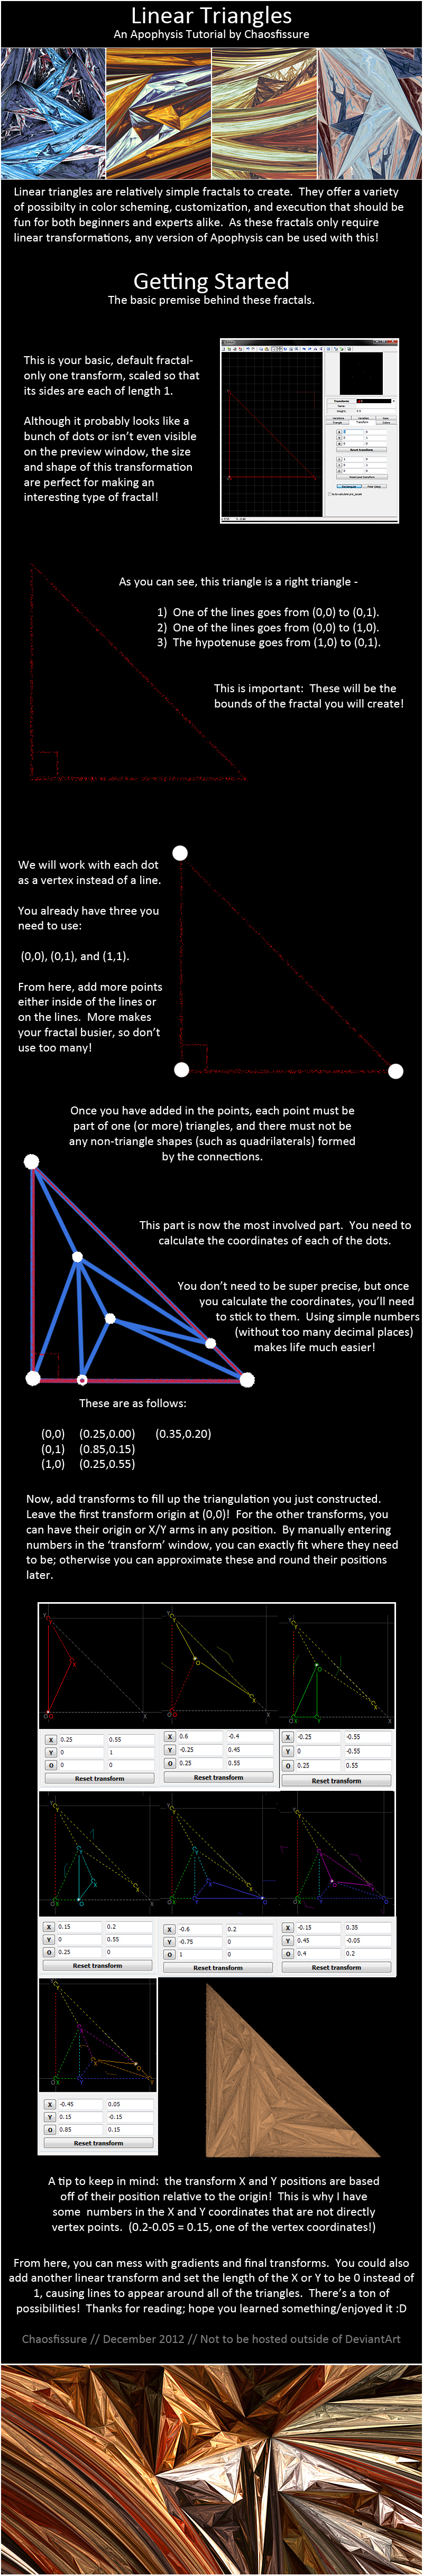 Linear Triangles
An Apophysis Tutorial by Chaosfissure
Linear triangles are relatively simple fractals to create.  They offer a variety
of possibilty in color scheming, customization, and execution that should be
fun for both beginners and experts alike.  As these fractals only require
linear transformations, any version of Apophysis can be used with this!
Getting Started
The basic premise behind these fractals.
This is your basic, default fractal-
only one transform, scaled so that
its sides are each of length 1.
Although it probably looks like a
bunch of dots or isn't even visible
on the preview window, the size
and shape of this transformation
are perfect for making an
interesting type of fractal!
As you can see, this triangle is a right triangle -
1)  One of the lines goes from (0,0) to (0,1).
2)  One of the lines goes from (0,0) to (1,0).
3)  The hypotenuse goes from (1,0) to (0,1).
This is important:  These will be the
bounds of the fractal you will create!
We will work with each dot
as a vertex instead of a line.
You already have three you
need to use:
(0,0), (0,1), and (1,1).
From here, add more points
either inside of the lines or
on the lines.  More makes
your fractal busier, so don't
use too many!
Once you have added in the points, each point must be
part of one (or more) triangles, and there must not be
any non-triangle shapes (such as quadrilaterals) formed
by the connections.
This part is now the most involved part.  You need to
calculate the coordinates of each of the dots.
You don't need to be super precise, but once
you calculate the coordinates, you'll need
to stick to them.  Using simple numbers
(without too many decimal places)
makes life much easier!
These are as follows:
(0,0) (0.25,0.00) (0.35,0.20)
(0,1) (0.85,0.15)
(1,0) (0.25,0.55)
Now, add transforms to fill up the triangulation you just constructed.
Leave the first transform origin at (0,0)!  For the other transforms, you
can have their origin or X/Y arms in any position.  By manually entering
numbers in the 'transform' window, you can exactly fit where they need
to be; otherwise you can approximate these and round their positions
later.
X 0.25 0.55
Y 0 1
O 0 0
Reset transform
X 0.6 -0.4
Y -0.25 0.45
O 0.25 0.55
Reset transform
X -0.25 -0.55
Y 0 -0.55
O 0.25 0.55
Reset transform
X 0.15 0.2
Y 0 0.55
O 0.25 0
Reset transform
X -0.6 0.2
Y -0.75 0
O 1 0
Reset transform
X -0.15 0.35
Y 0.45 -0.05
O 0.4 0.2
Reset transform
X -0.45 0.05
Y 0.15 -0.15
O 0.85 0.15
Reset transform
A tip to keep in mind:  the transform X and Y positions are based
off of their position relative to the origin!  This is why I have
some  numbers in the X and Y coordinates that are not directly
vertex points.  (0.2-0.05 = 0.15, one of the vertex coordinates!)
From here, you can mess with gradients and final transforms.  You could also
add another linear transform and set the length of the X or Y to be 0 instead of
1, causing lines to appear around all of the triangles.  There's a ton of
possibilities!  Thanks for reading; hope you learned something/enjoyed it :D
Chaosfissure // December 2012 // Not to be hosted outside of DeviantArt